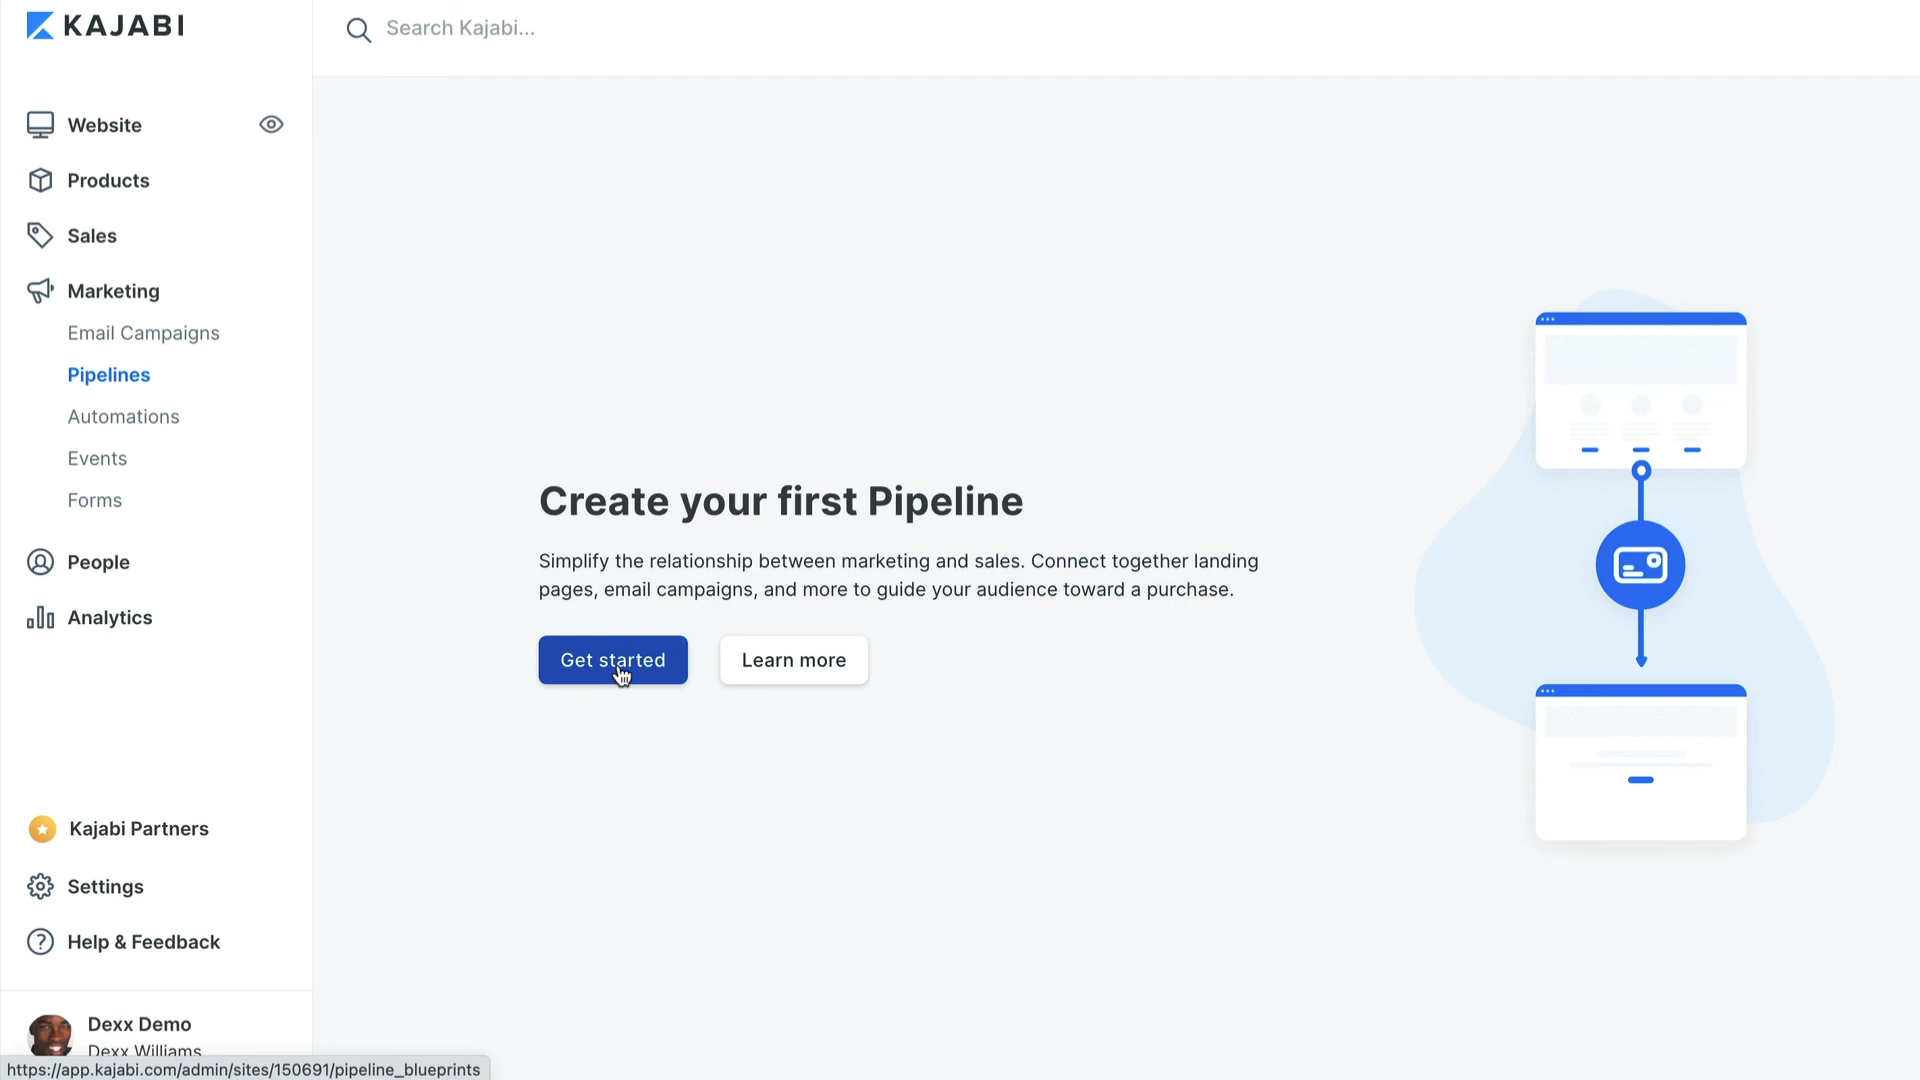 KAJABI
Search Kajabi...
Website
Products
Sales
Marketing
Email Campaigns
Pipelines
Automations
Events
Forms
People
Analytics
Create your first Pipeline
Simplify the relationship between marketing and sales. Connect together landing
pages, email campaigns, and more to guide your audience toward a purchase.
Get started
Learn more
Kajabi Partners
Settings
Help & Feedback
Dexx Demo
Dexx Williams
https://app.kajabi.com/admin/sites/150691/pipeline_blueprints